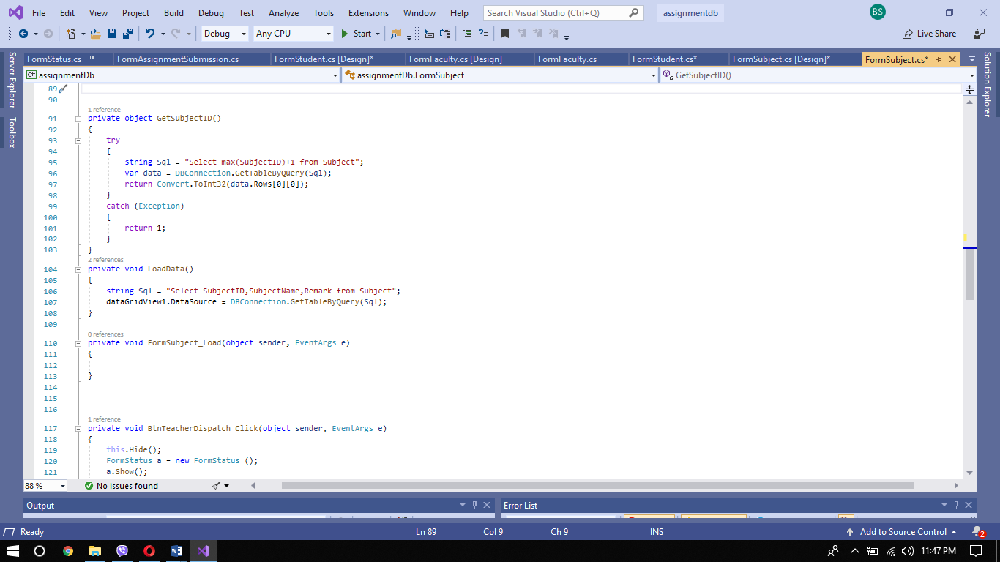 File Edit View Project Build Debug Test Analyze Tools Extensions Window Help Search Visual Studio (Ctrl+Q) assignmentdb BS
Debug Any CPU Start Live Share
FormStatus.cs FormAssignmentSubmission.cs FormStudent.cs [Design]* FormFaculty.cs [Design] FormFaculty.cs FormStudent.cs* FormSubject.cs [Design]* FormSubject.cs*
Server Explorer
Toolbox
Solution Explorer
C# assignmentDb assignmentDb.FormSubject GetSubjectID()
89
90
1 reference
91 private object GetSubjectID()
92 {
93 try
94 {
95 string Sql = "Select max(SubjectID)+1 from Subject";
96 var data = DBConnection.GetTableByQuery(Sql);
97 return Convert.ToInt32(data.Rows[0][0]);
98 }
99 catch (Exception)
100 {
101 return 1;
102 }
103 }
2 references
104 private void LoadData()
105 {
106 string Sql = "Select SubjectID,SubjectName,Remark from Subject";
107 dataGridView1.DataSource = DBConnection.GetTableByQuery(Sql);
108 }
109
0 references
110 private void FormSubject_Load(object sender, EventArgs e)
111 {
112
113 }
114
115
116
1 reference
117 private void BtnTeacherDispatch_Click(object sender, EventArgs e)
118 {
119 this.Hide();
120 FormStatus a = new FormStatus ();
121 a.Show();
88 % No issues found
Output Error List
Ready Ln 89 Col 9 Ch 9 INS Add to Source Control 2
11:47 PM